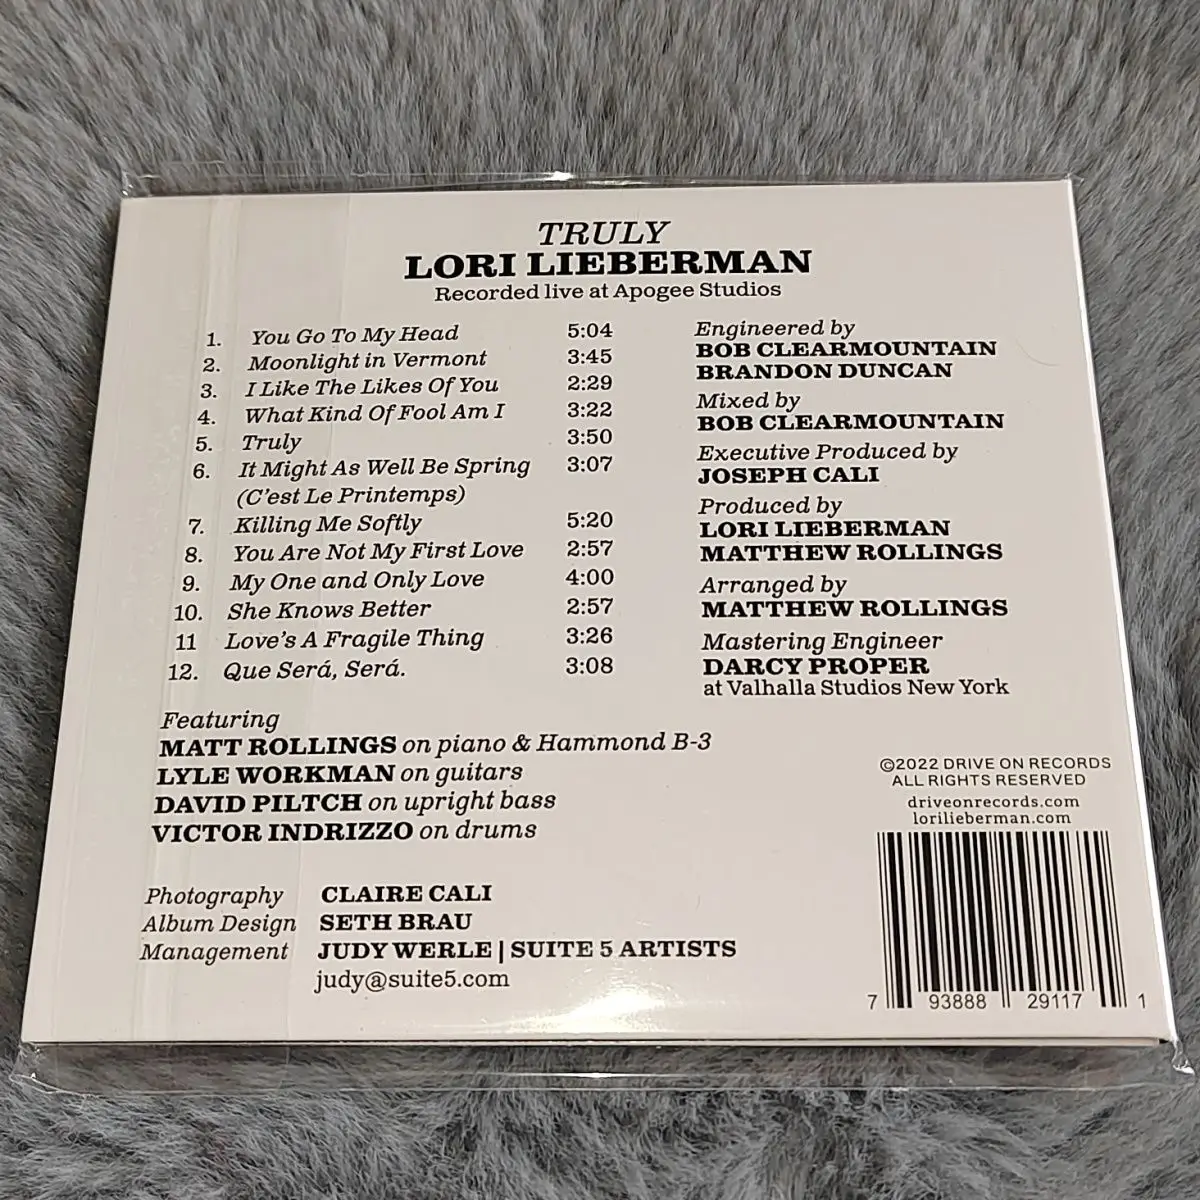 TRULY
LORI LIEBERMAN
Recorded live at Apogee Studios
1. You Go To My Head 5:04
2. Moonlight in Vermont 3:45
3. I Like The Likes Of You 2:29
4. What Kind Of Fool Am I 3:22
5. Truly 3:50
6. It Might As Well Be Spring 3:07
(C'est Le Printemps)
7. Killing Me Softly 5:20
8. You Are Not My First Love 2:57
9. My One and Only Love 4:00
10. She Knows Better 2:57
11 Love's A Fragile Thing 3:26
12. Que Será, Será. 3:08
Engineered by
BOB CLEARMOUNTAIN
BRANDON DUNCAN
Mixed by
BOB CLEARMOUNTAIN
Executive Produced by
JOSEPH CALI
Produced by
LORI LIEBERMAN
MATTHEW ROLLINGS
Arranged by
MATTHEW ROLLINGS
Mastering Engineer
DARCY PROPER
at Valhalla Studios New York
Featuring
MATT ROLLINGS on piano & Hammond B-3
LYLE WORKMAN on guitars
DAVID PILTCH on upright bass
VICTOR INDRIZZO on drums
Photography CLAIRE CALI
Album Design SETH BRAU
Management JUDY WERLE | SUITE 5 ARTISTS
judy@suite5.com
©2022 DRIVE ON RECORDS
ALL RIGHTS RESERVED
driveonrecords.com
lorilieberman.com
7 93888 29117 1